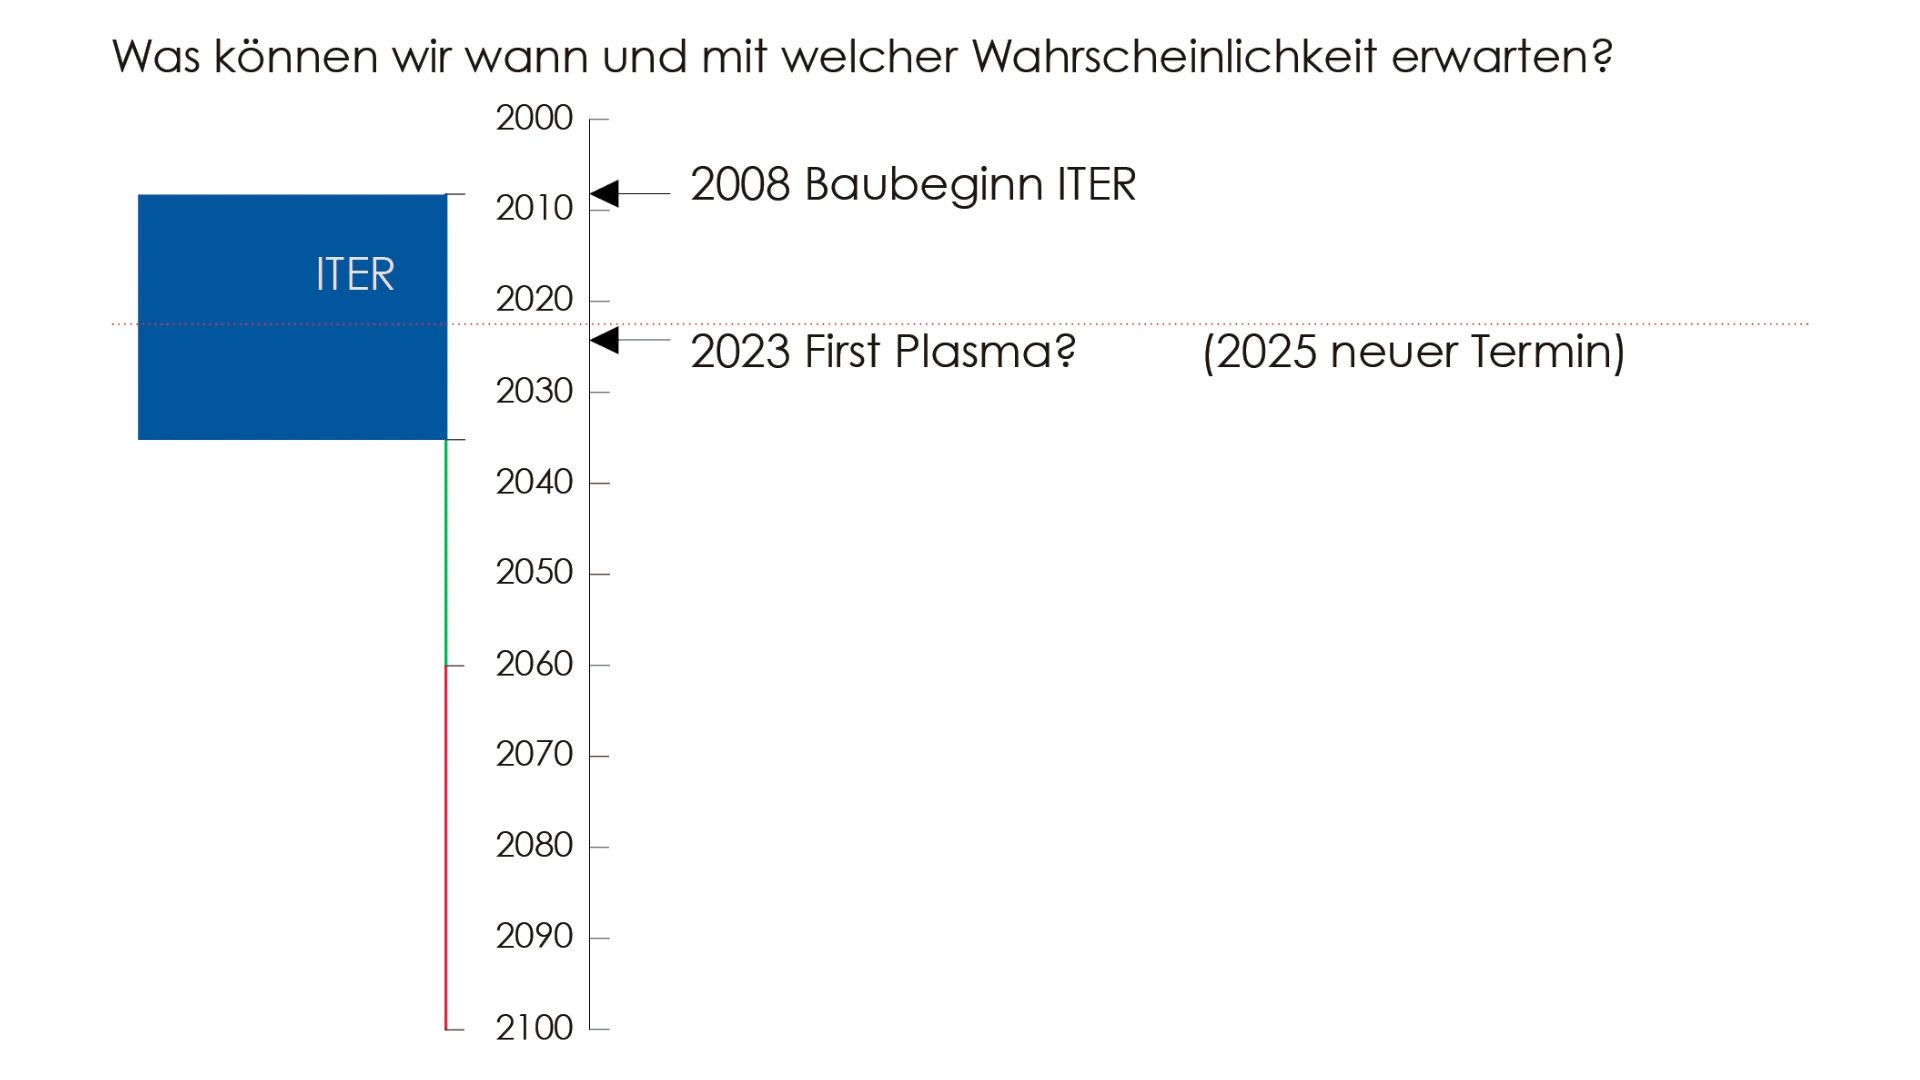 Was können wir wann und mit welcher Wahrscheinlichkeit erwarten?
2000
2008 Baubeginn ITER
2010
ITER
2020
2023 First Plasma? (2025 neuer Termin)
2030
2040
2050
2060
2070
2080
2090
2100